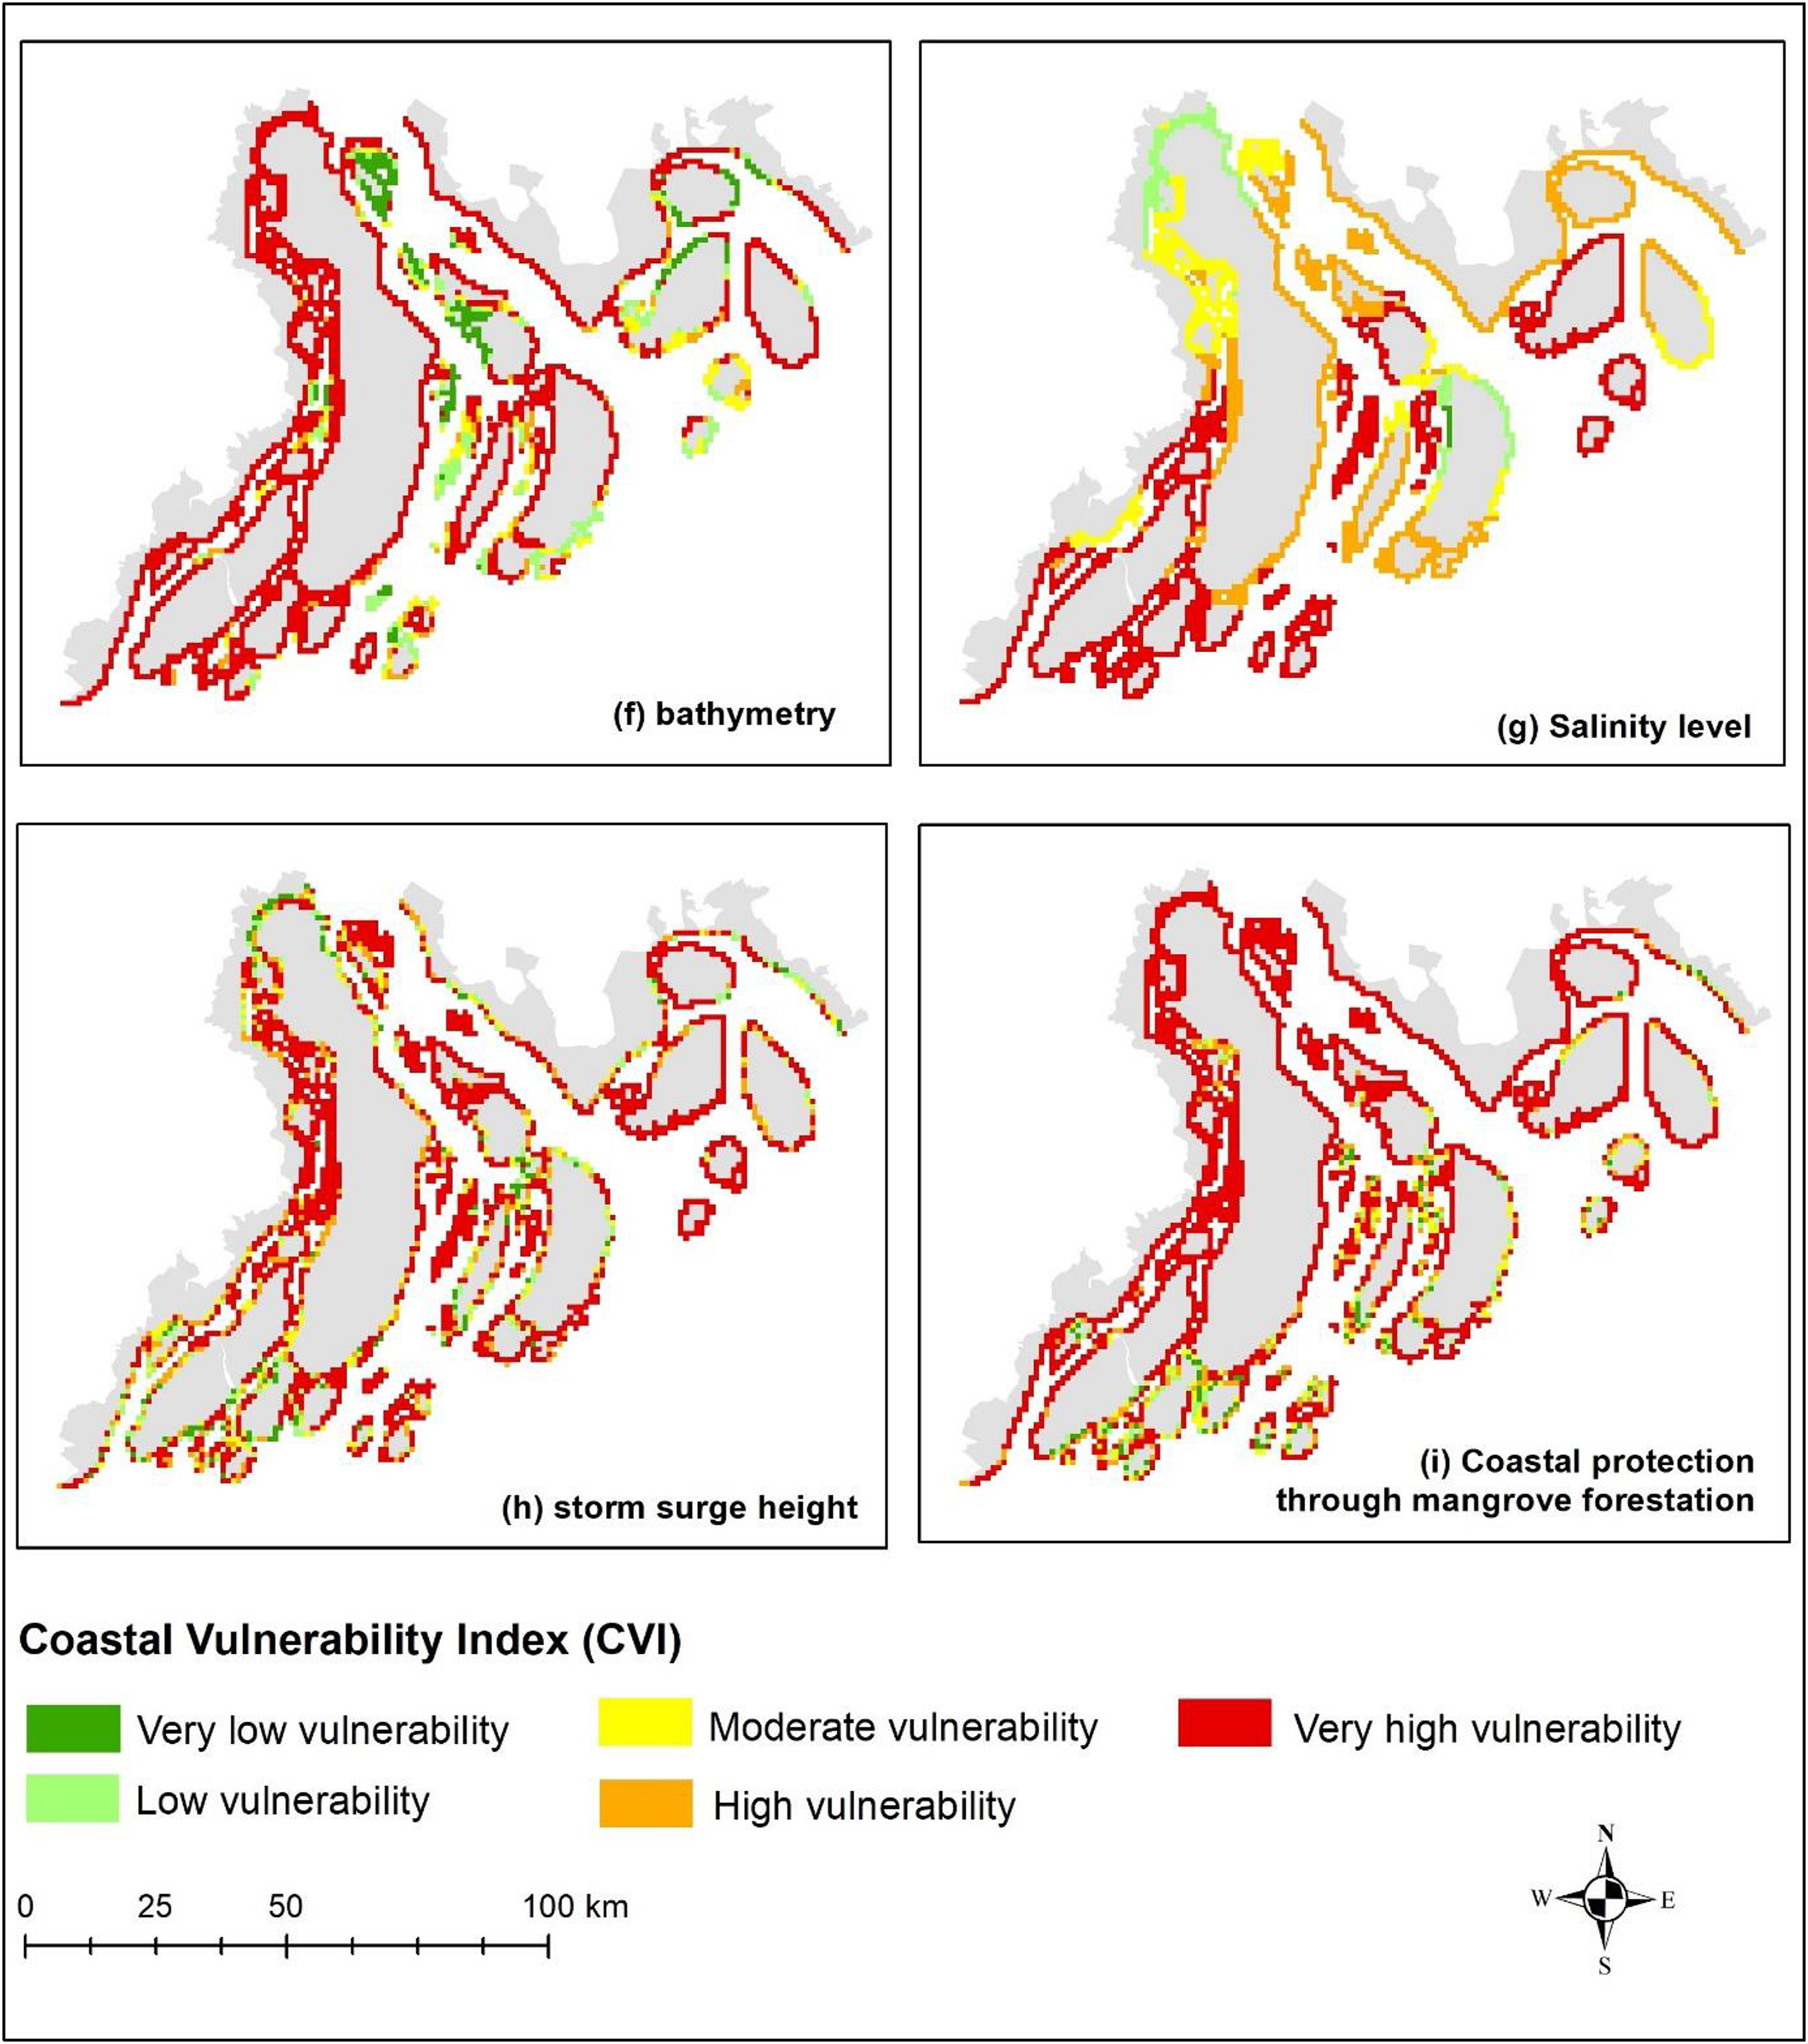 (f) bathymetry
(g) Salinity level
(h) storm surge height
(i) Coastal protection
through mangrove forestation
Coastal Vulnerability Index (CVI)
Very low vulnerability
Moderate vulnerability
Very high vulnerability
Low vulnerability
High vulnerability
0 25 50 100 km
N
W E
S